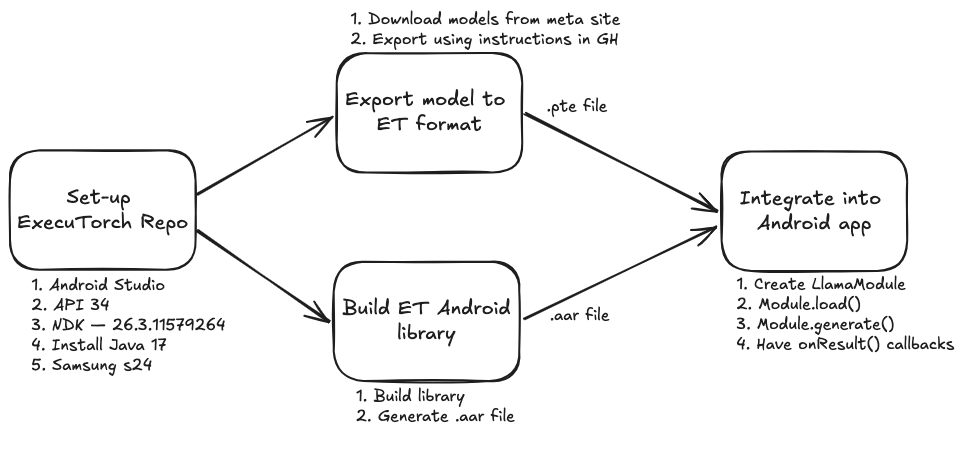 1. Download models from meta site
2. Export using instructions in GH
Export model to
ET format
.pte file
Set-up
ExecuTorch Repo
1. Android Studio
2. API 34
3. NDK — 26.3.11579264
4. Install Java 17
5. Samsung s24
Build ET Android
library
1. Build library
2. Generate .aar file
.aar file
Integrate into
Android app
1. Create LlamaModule
2. Module.load()
3. Module.generate()
4. Have onResult() callbacks